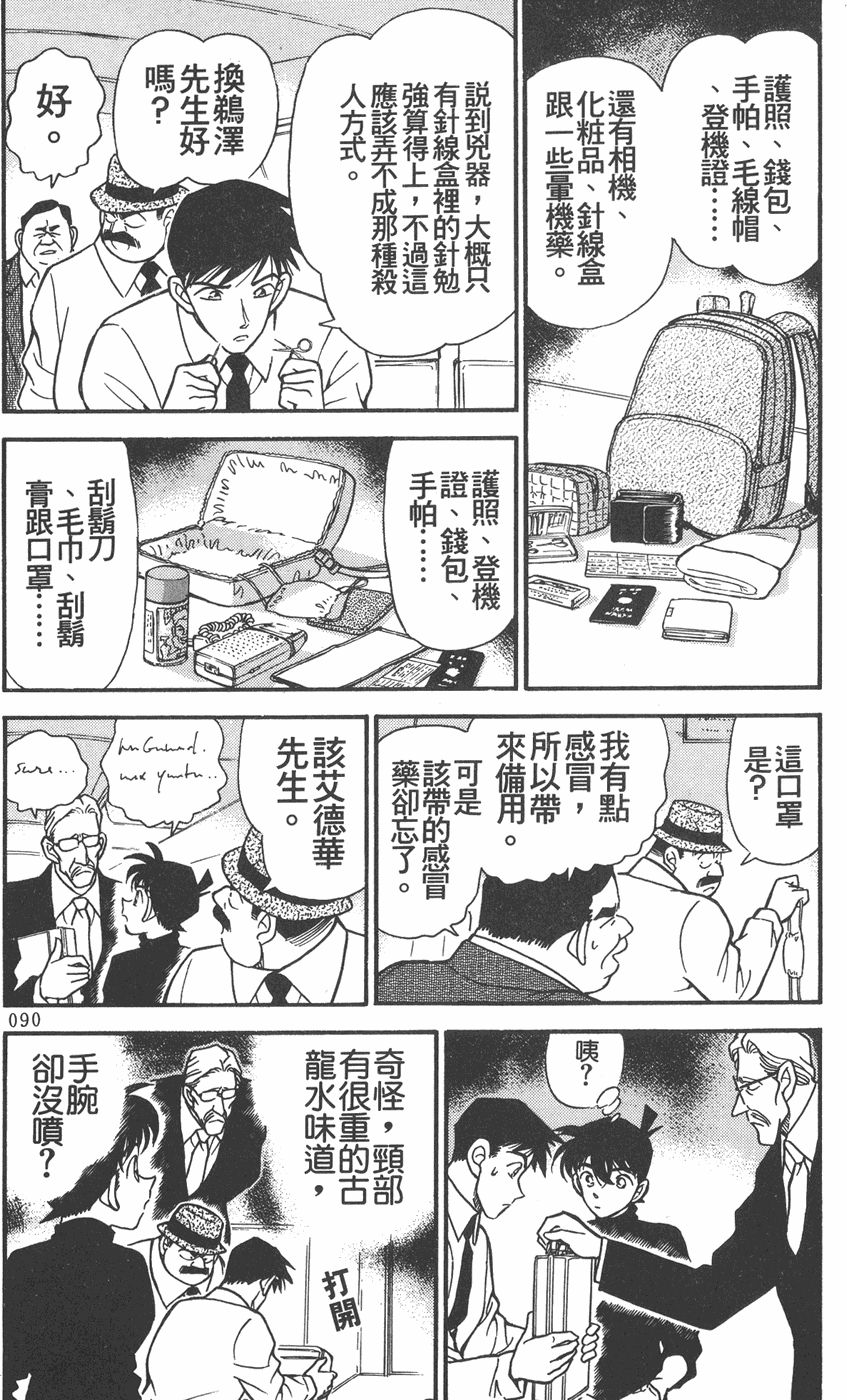 護照、錢包、
手帕、毛線帽
、登機證……
還有相機、
化粧品、針線盒
跟一些暈機藥。
説到兇器，大概只
有針線盒裡的針勉
強算得上，不過這
應該弄不成那種殺
人方式。
換鵜澤
先生好
嗎？
好。
護照、登機
證、錢包、
手帕……
刮鬍刀
、毛巾、刮鬍
膏跟口罩……
這口罩
是？
我有點
感冒，
所以帶
來備用。
可是
該帶的感冒
藥卻忘了。
該艾德華
先生。
sure...
090
咦？
奇怪，頸部
有很重的古
龍水味道，
手腕
卻沒噴？
打開